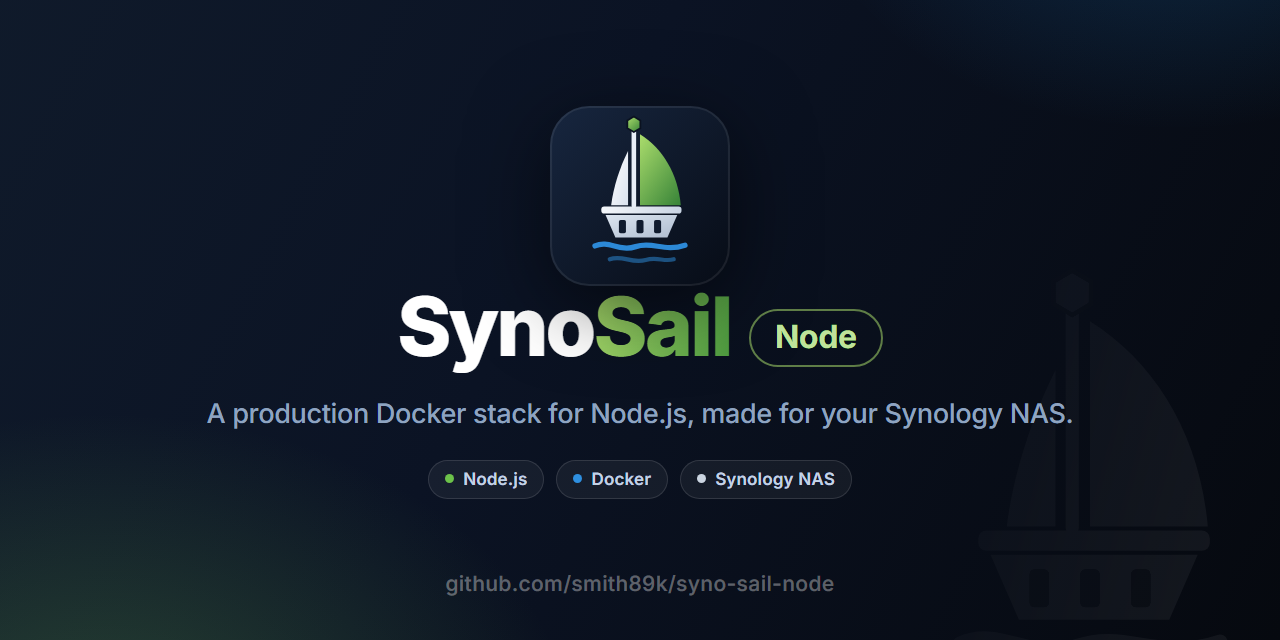 SynoSail Node
A production Docker stack for Node.js, made for your Synology NAS.
Node.js Docker Synology NAS
github.com/smith89k/syno-sail-node